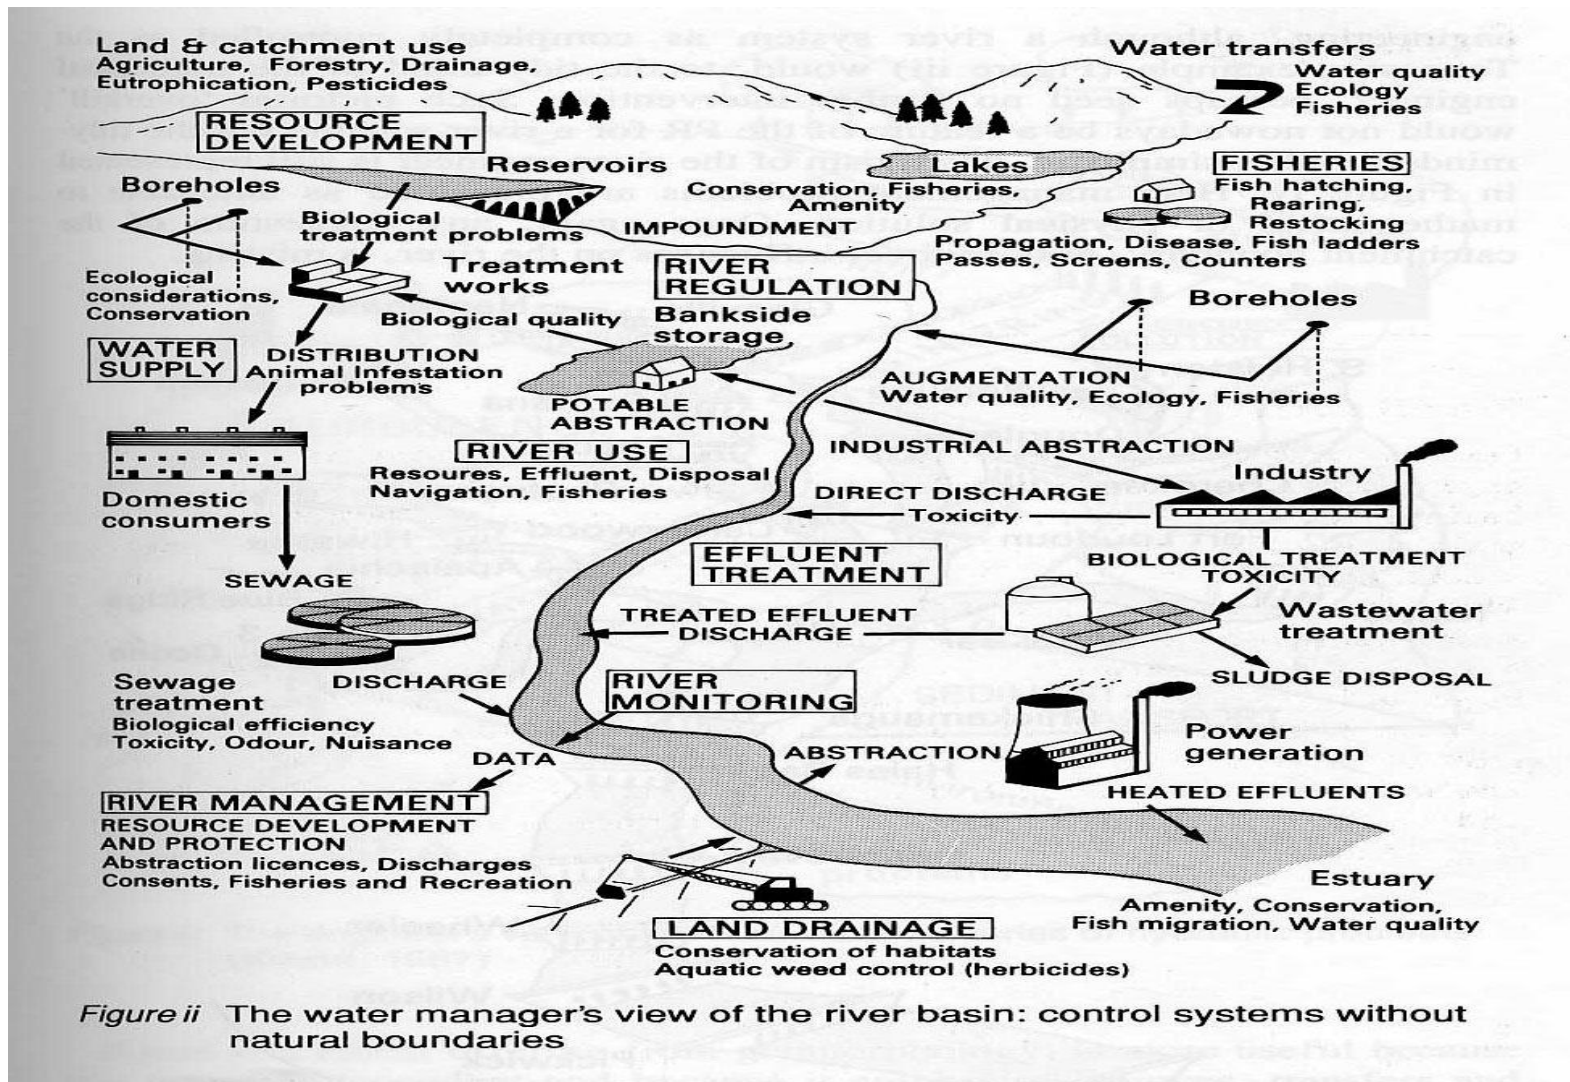 Land & catchment use
Agriculture, Forestry, Drainage,
Eutrophication, Pesticides
Water transfers
Water quality
Ecology
Fisheries
RESOURCE
DEVELOPMENT
Reservoirs
Lakes
Conservation, Fisheries,
Amenity
FISHERIES
Fish hatching,
Rearing,
Restocking
Propagation, Disease, Fish ladders
Passes, Screens, Counters
Boreholes
Biological
treatment problems
IMPOUNDMENT
Ecological
considerations,
Conservation
Treatment
works
RIVER
REGULATION
Bankside
storage
Biological quality
Boreholes
WATER
SUPPLY
DISTRIBUTION
Animal Infestation
problems
POTABLE
ABSTRACTION
AUGMENTATION
Water quality, Ecology, Fisheries
RIVER USE
Resoures, Effluent, Disposal
Navigation, Fisheries
INDUSTRIAL ABSTRACTION
Industry
Domestic
consumers
DIRECT DISCHARGE
Toxicity
EFFLUENT
TREATMENT
BIOLOGICAL TREATMENT
TOXICITY
SEWAGE
TREATED EFFLUENT
DISCHARGE
Wastewater
treatment
SLUDGE DISPOSAL
Sewage
treatment
Biological efficiency
Toxicity, Odour, Nuisance
DISCHARGE
RIVER
MONITORING
DATA
ABSTRACTION
Power
generation
HEATED EFFLUENTS
RIVER MANAGEMENT
RESOURCE DEVELOPMENT
AND PROTECTION
Abstraction licences, Discharges
Consents, Fisheries and Recreation
LAND DRAINAGE
Conservation of habitats
Aquatic weed control (herbicides)
Estuary
Amenity, Conservation,
Fish migration, Water quality
Figure ii The water manager's view of the river basin: control systems without
natural boundaries